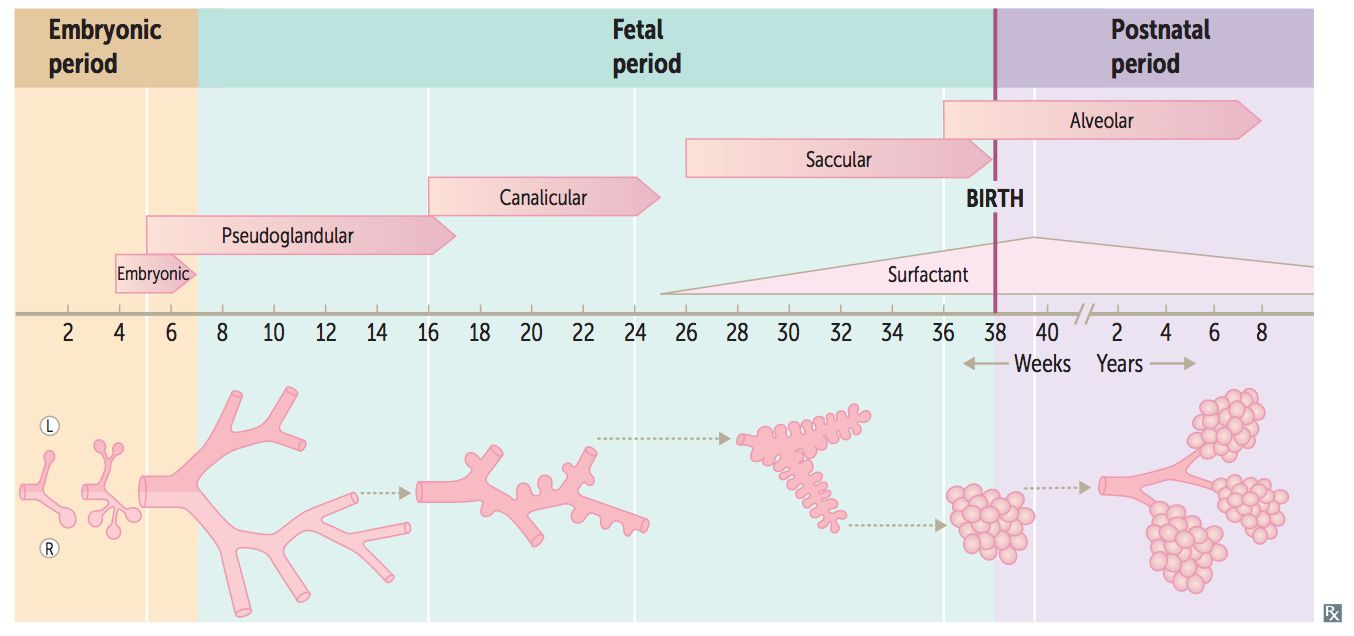 Embryonic
period
Fetal
period
Postnatal
period
Alveolar
Saccular
Canalicular
BIRTH
Pseudoglandular
Embryonic
Surfactant
2 4 6 8 10 12 14 16 18 20 22 24 26 28 30 32 34 36 38 40 2 4 6 8
Weeks Years
L
R
Rx